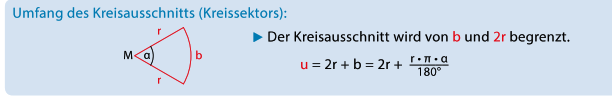 Umfang des Kreisausschnitts (Kreissektors):
r
M α b
r
▶ Der Kreisausschnitt wird von b und 2r begrenzt.
u = 2r + b = 2r + r • π • α / 180°